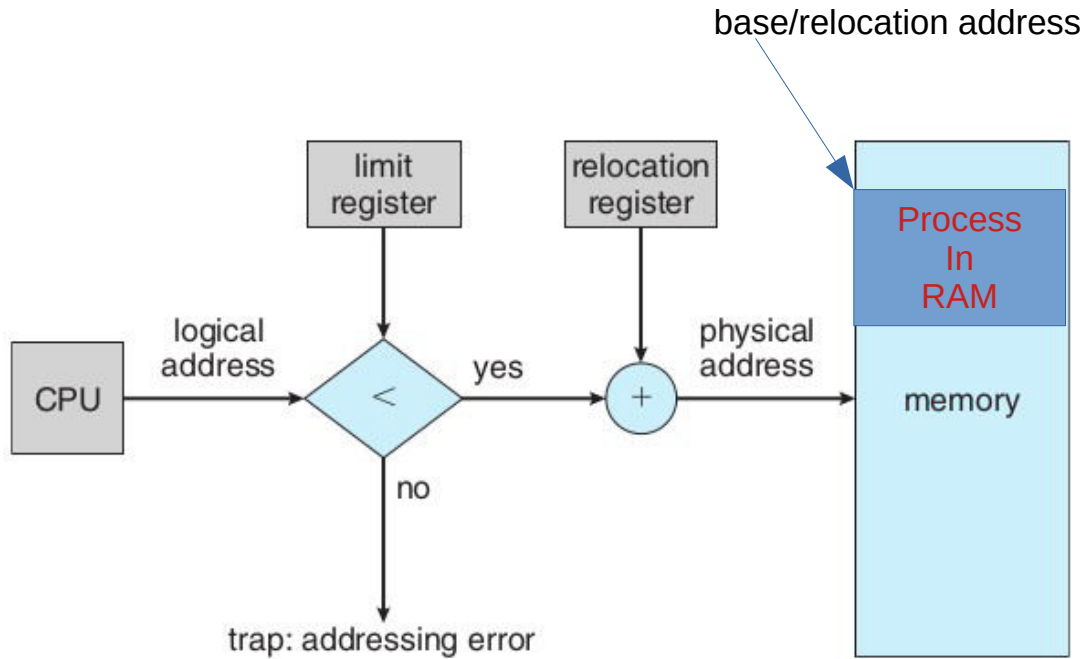 base/relocation address
limit
register
relocation
register
Process
In
RAM
logical
address
physical
address
CPU
<
yes
+
memory
no
trap: addressing error